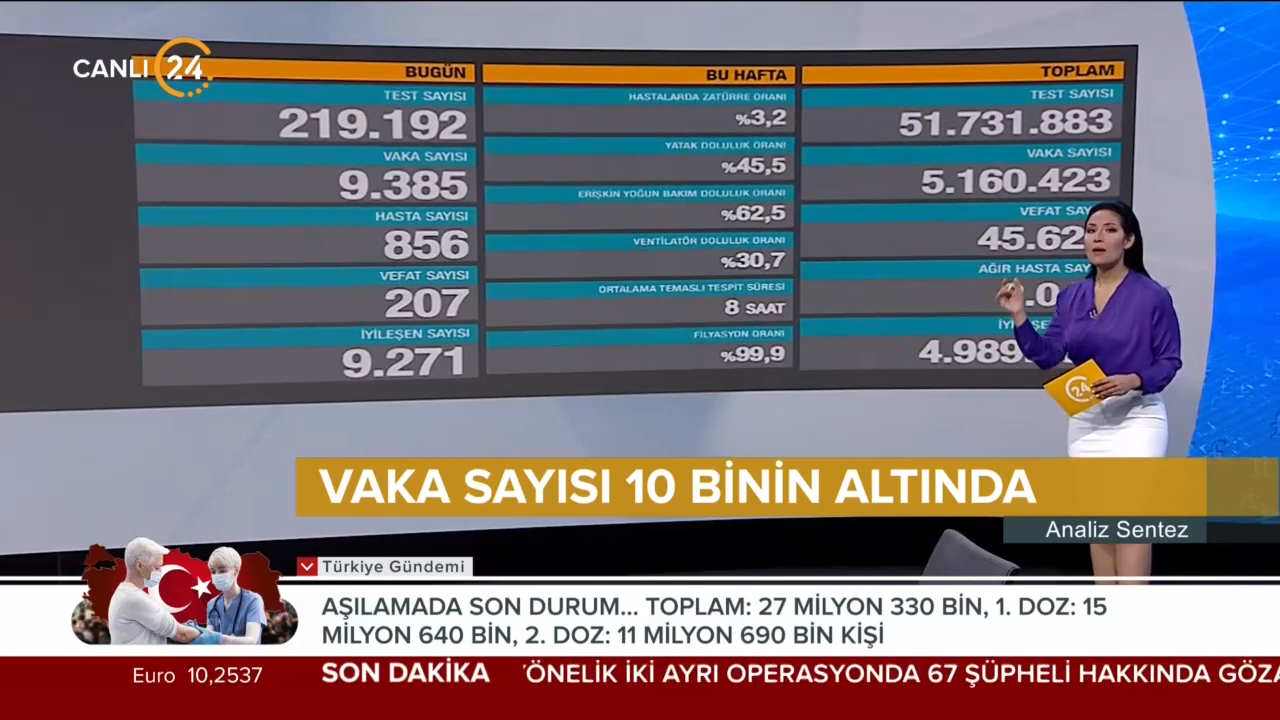 CANLI 24
BUGÜN
TEST SAYISI
219.192
VAKA SAYISI
9.385
HASTA SAYISI
856
VEFAT SAYISI
207
İYİLEŞEN SAYISI
9.271
BU HAFTA
HASTALARDA ZATÜRRE ORANI
%3,2
YATAK DOLULUK ORANI
%45,5
ERİŞKİN YOĞUN BAKIM DOLULUK ORANI
%62,5
VENTİLATÖR DOLULUK ORANI
%30,7
ORTALAMA TEMASLI TESPİT SÜRESİ
8 SAAT
FİLYASYON ORANI
%99,9
TOPLAM
TEST SAYISI
51.731.883
VAKA SAYISI
5.160.423
VEFAT SAY
45.62
AĞIR HASTA SAY
4.989
24
VAKA SAYISI 10 BİNİN ALTINDA
Analiz Sentez
Türkiye Gündemi
AŞILAMADA SON DURUM... TOPLAM: 27 MİLYON 330 BİN, 1. DOZ: 15
MİLYON 640 BİN, 2. DOZ: 11 MİLYON 690 BİN KİŞİ
Euro 10,2537
SON DAKİKA
YÖNELİK İKİ AYRI OPERASYONDA 67 ŞÜPHELİ HAKKINDA GÖZA